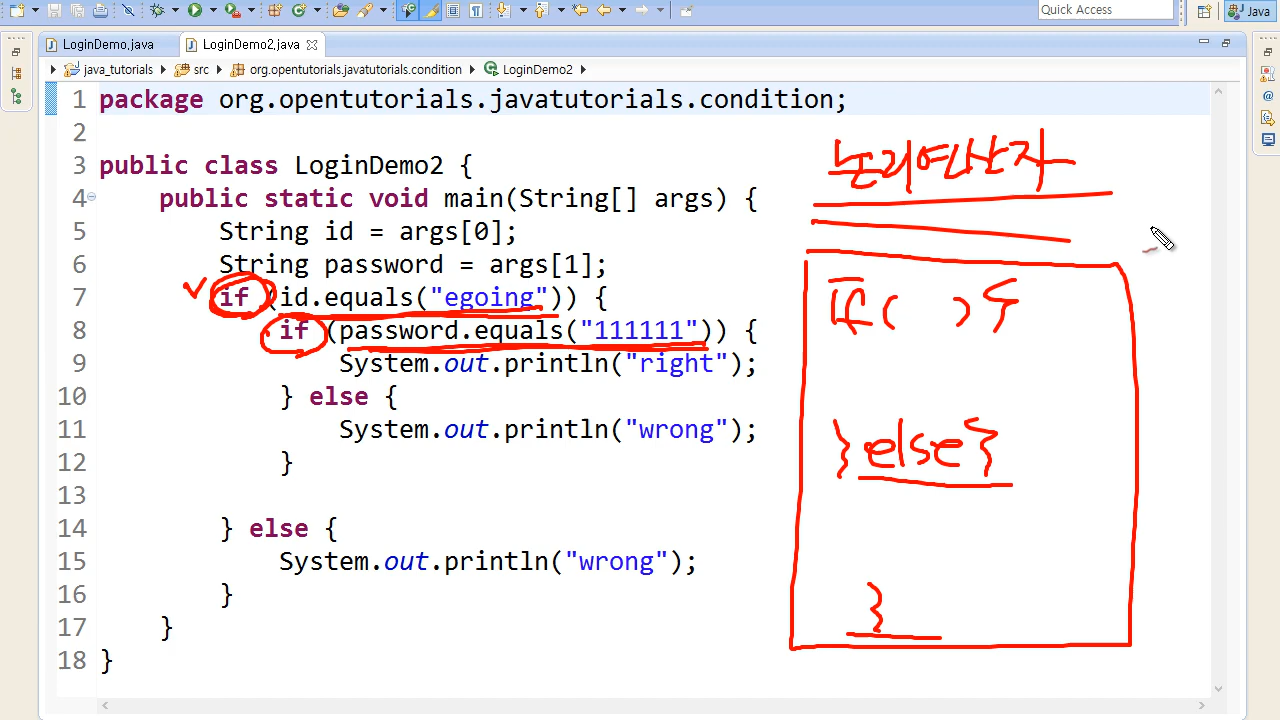 Quick Access
Java
LoginDemo.java
LoginDemo2.java
java_tutorials
src
org.opentutorials.javatutorials.condition
LoginDemo2
1 package org.opentutorials.javatutorials.condition;
2
3 public class LoginDemo2 {
4 public static void main(String[] args) {
5 String id = args[0];
6 String password = args[1];
7 if (id.equals("egoing")) {
8 if (password.equals("111111")) {
9 System.out.println("right");
10 } else {
11 System.out.println("wrong");
12 }
13
14 } else {
15 System.out.println("wrong");
16 }
17 }
18 }
논리연산자
if( ){
}else{
}